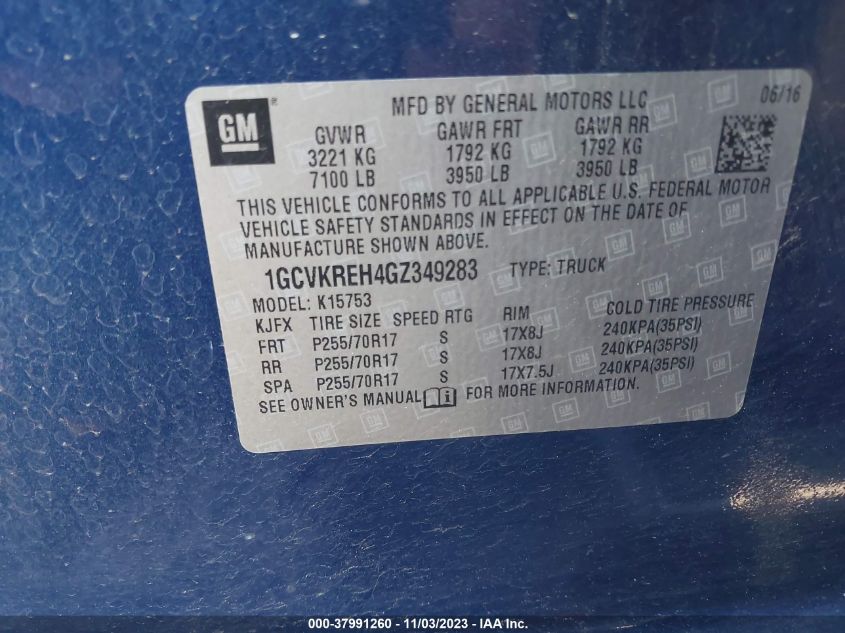 MFD BY GENERAL MOTORS LLC 06/16
GM ®
GVWR GAWR FRT GAWR RR
3221 KG 1792 KG 1792 KG
7100 LB 3950 LB 3950 LB
THIS VEHICLE CONFORMS TO ALL APPLICABLE U.S. FEDERAL MOTOR
VEHICLE SAFETY STANDARDS IN EFFECT ON THE DATE OF
MANUFACTURE SHOWN ABOVE.
1GCVKREH4GZ349283 TYPE: TRUCK
MODEL: K15753
KJFX TIRE SIZE SPEED RTG RIM COLD TIRE PRESSURE
FRT P255/70R17 S 17X8J 240KPA(35PSI)
RR P255/70R17 S 17X8J 240KPA(35PSI)
SPA P255/70R17 S 17X7.5J 240KPA(35PSI)
SEE OWNER'S MANUAL FOR MORE INFORMATION.
000-37991260 - 11/03/2023 - IAA Inc.